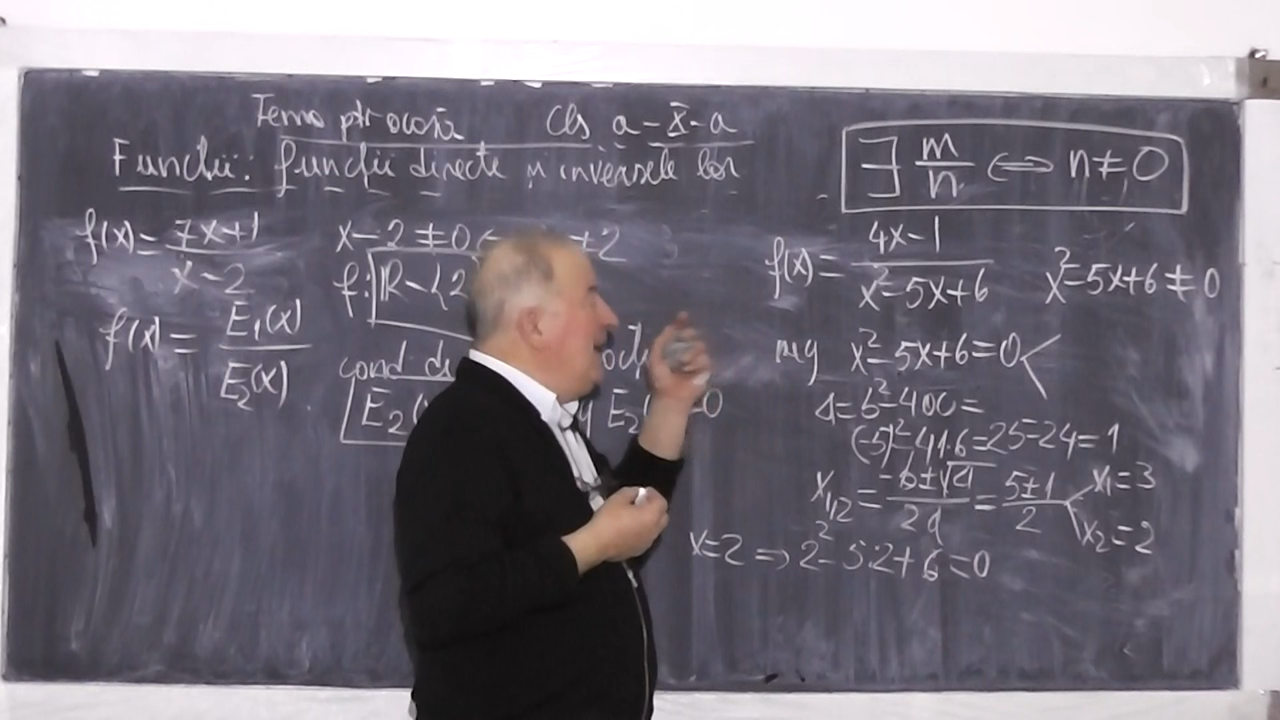 Tema ptr acasă cls a-X-a
Funcții: funcții directe și inversele lor
∃ m/n ⟺ n≠0
f(x)= (7x+1)/(x-2)
x-2≠0 ≠2
f: ℝ-{2
f(x)= E₁(x)/E₂(x)
cond
E₂( E₂ =0
f(x)= (4x-1)/(x²-5x+6) x²-5x+6≠0
rez x²-5x+6=0
Δ=b²-4ac=
(-5)²-4·1·6=25-24=1
x₁,₂= (-b±√Δ)/2a = (5±1)/2 x₁=3
x₂=2
x=2 ⇒ 2²-5·2+6=0